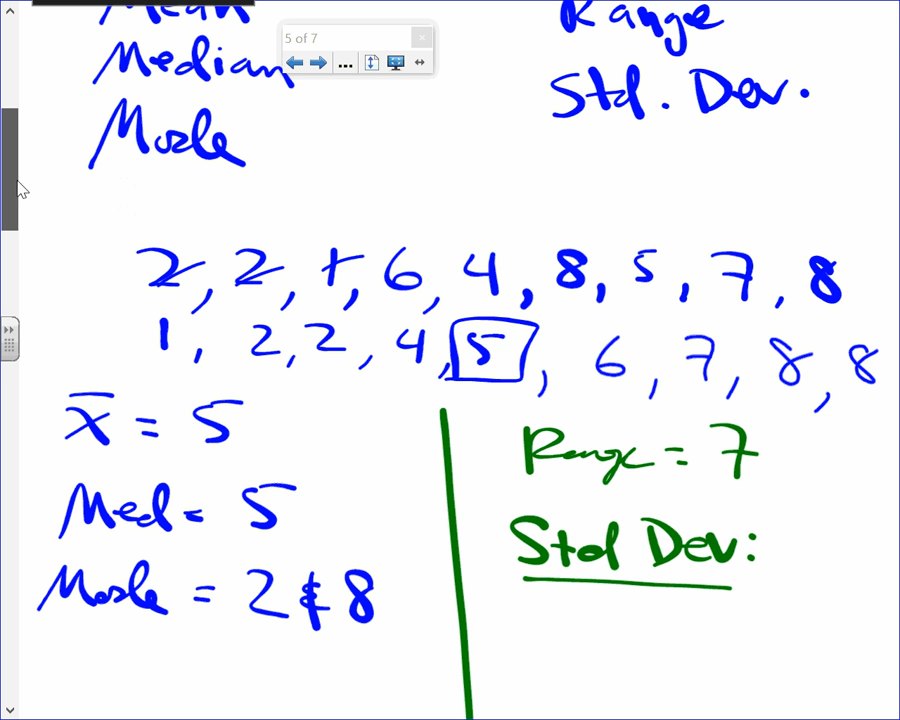 Mean
Range
5 of 7
Median
Std. Dev.
Mode
2, 2, 1, 6, 4, 8, 5, 7, 8
1, 2, 2, 4, 5, 6, 7, 8, 8
x̄ = 5
Range = 7
Med = 5
Std Dev:
Mode = 2 & 8